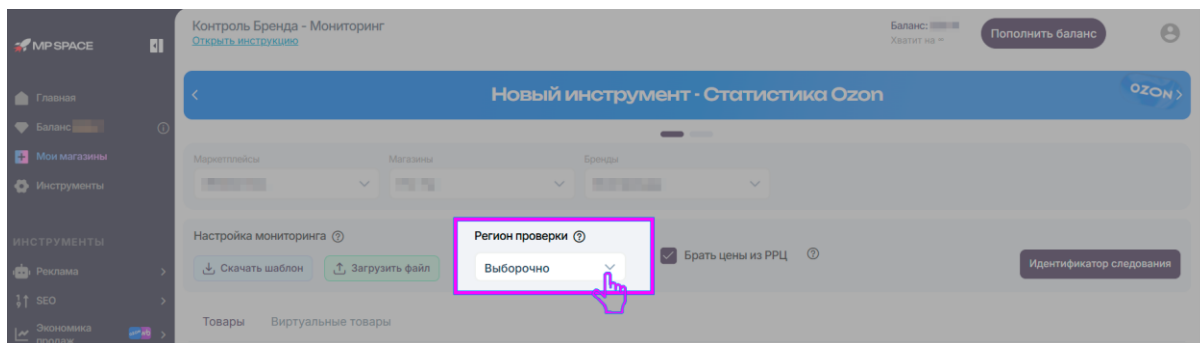 MP SPACE
Главная
Баланс
Мои магазины
Инструменты
ИНСТРУМЕНТЫ
Реклама
SEO
Экономика
продаж
Контроль Бренда - Мониторинг
Открыть инструкцию
Баланс:
Хватит на ~
Пополнить баланс
Новый инструмент - Статистика Ozon
OZON
Маркетплейсы
Магазины
Бренды
Настройка мониторинга
Скачать шаблон
Загрузить файл
Регион проверки
Выборочно
Брать цены из РРЦ
Идентификатор следования
Товары
Виртуальные товары